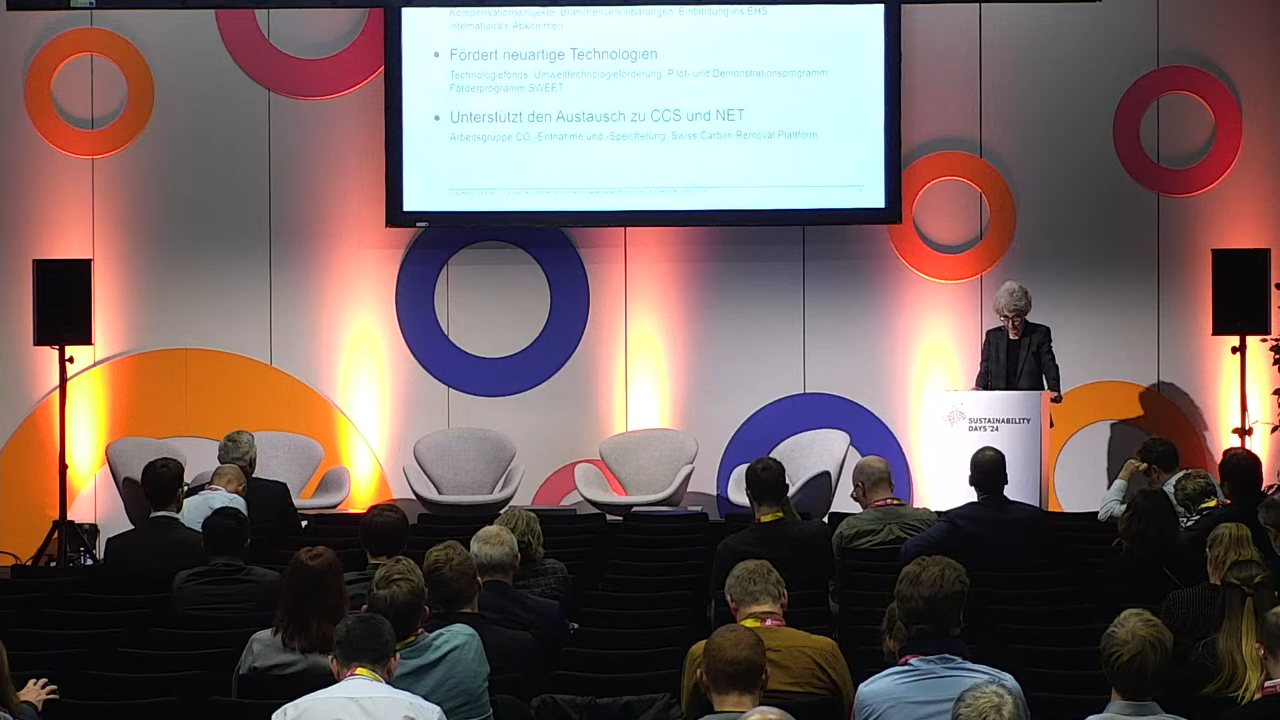 Kompensationsprojekte, Branchenvereinbarungen, Einbindung ins EHS,
internationale Abkommen
• Fördert neuartige Technologien
Technologiefonds, Umwelttechnologieförderung, Pilot- und Demonstrationsprogramm,
Förderprogramm SWEET
• Unterstützt den Austausch zu CCS und NET
Arbeitsgruppe CO₂-Entnahme und -Speicherung, Swiss Carbon Removal Plattform
SUSTAINABILITY
DAYS '24